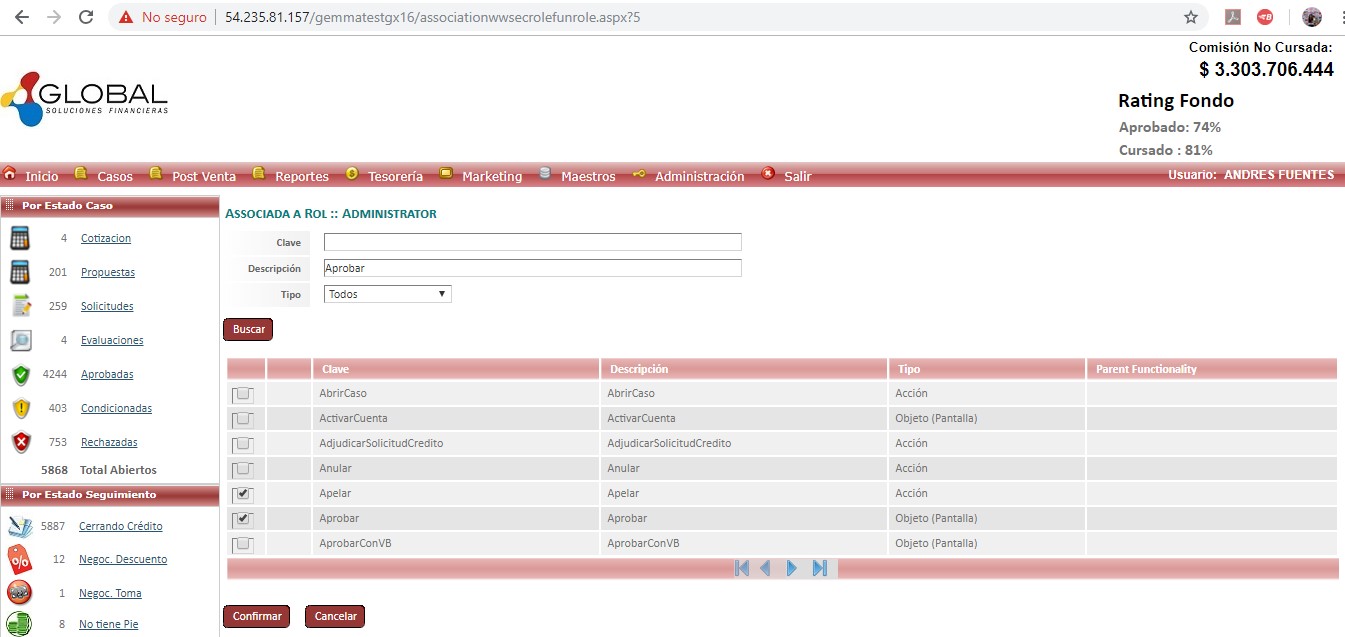 No seguro
54.235.81.157/gemmatestgx16/associationwwsecrolefunrole.aspx?5
Comisión No Cursada:
$ 3.303.706.444
GLOBAL
SOLUCIONES FINANCIERAS
Rating Fondo
Aprobado: 74%
Cursado : 81%
Inicio Casos Post Venta Reportes Tesorería Marketing Maestros Administración Salir
Usuario: ANDRES FUENTES
Por Estado Caso
4 Cotizacion
201 Propuestas
259 Solicitudes
4 Evaluaciones
4244 Aprobadas
403 Condicionadas
753 Rechazadas
5868 Total Abiertos
Por Estado Seguimiento
5887 Cerrando Crédito
12 Negoc. Descuento
1 Negoc. Toma
8 No tiene Pie
Associada a Rol :: Administrator
Clave
Descripción Aprobar
Tipo Todos
Buscar
Clave Descripción Tipo Parent Functionality
AbrirCaso AbrirCaso Acción
ActivarCuenta ActivarCuenta Objeto (Pantalla)
AdjudicarSolicitudCredito AdjudicarSolicitudCredito Acción
Anular Anular Acción
Apelar Apelar Acción
Aprobar Aprobar Objeto (Pantalla)
AprobarConVB AprobarConVB Objeto (Pantalla)
Confirmar Cancelar